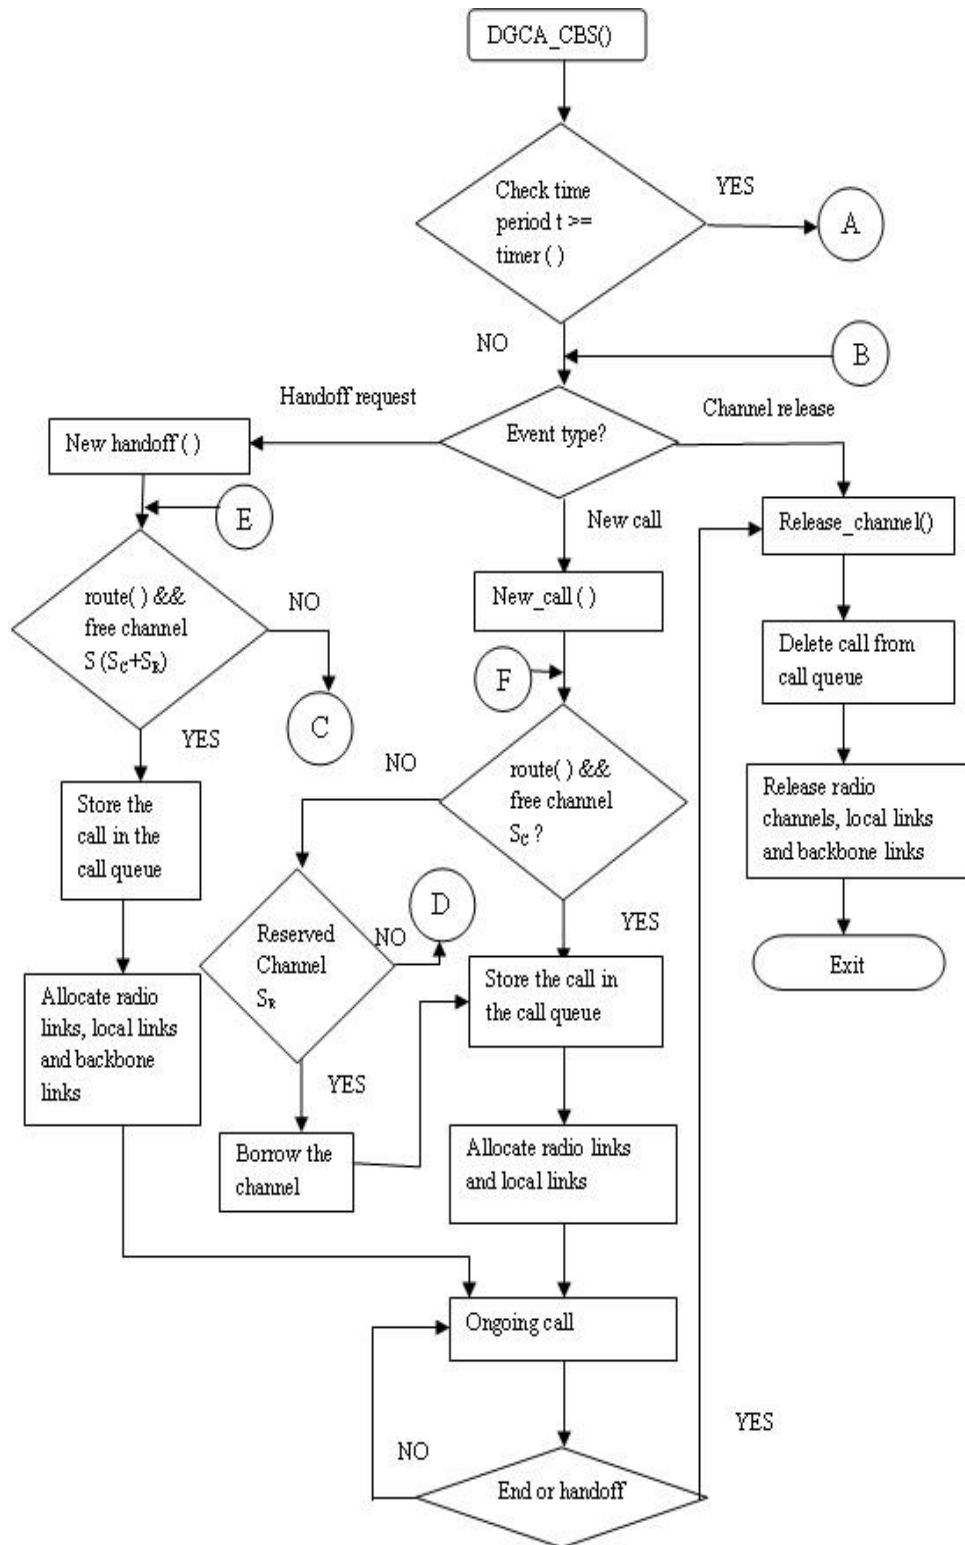 DGCA_CBS()
Check time
period t >=
timer ( )
YES
A
NO
B
Handoff request
Channel release
Event type?
New handoff ( )
E
New call
Release_channel()
route( ) &&
free channel
S (SC+SR)
NO
New_call ( )
Delete call from
call queue
F
C
YES
NO
route( ) &&
free channel
SC ?
Store the
call in the
call queue
Release radio
channels, local links
and backbone links
D
YES
Reserved
Channel
SR
NO
Exit
Store the call in
the call queue
Allocate radio
links, local links
and backbone
links
YES
Borrow the
channel
Allocate radio links
and local links
Ongoing call
YES
NO
End or handoff